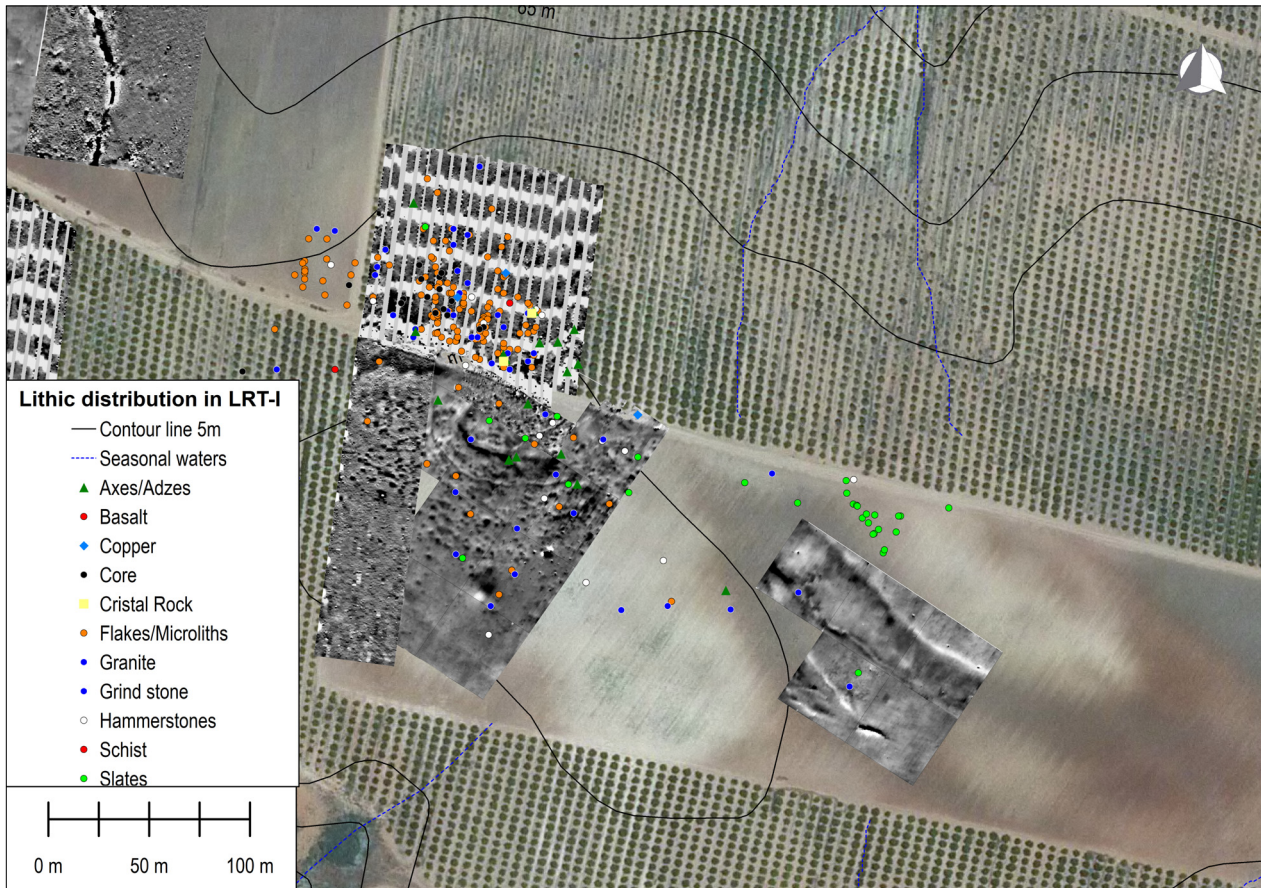 65 m
Lithic distribution in LRT-I
Contour line 5m
Seasonal waters
Axes/Adzes
Basalt
Copper
Core
Cristal Rock
Flakes/Microliths
Granite
Grind stone
Hammerstones
Schist
Slates
0 m 50 m 100 m